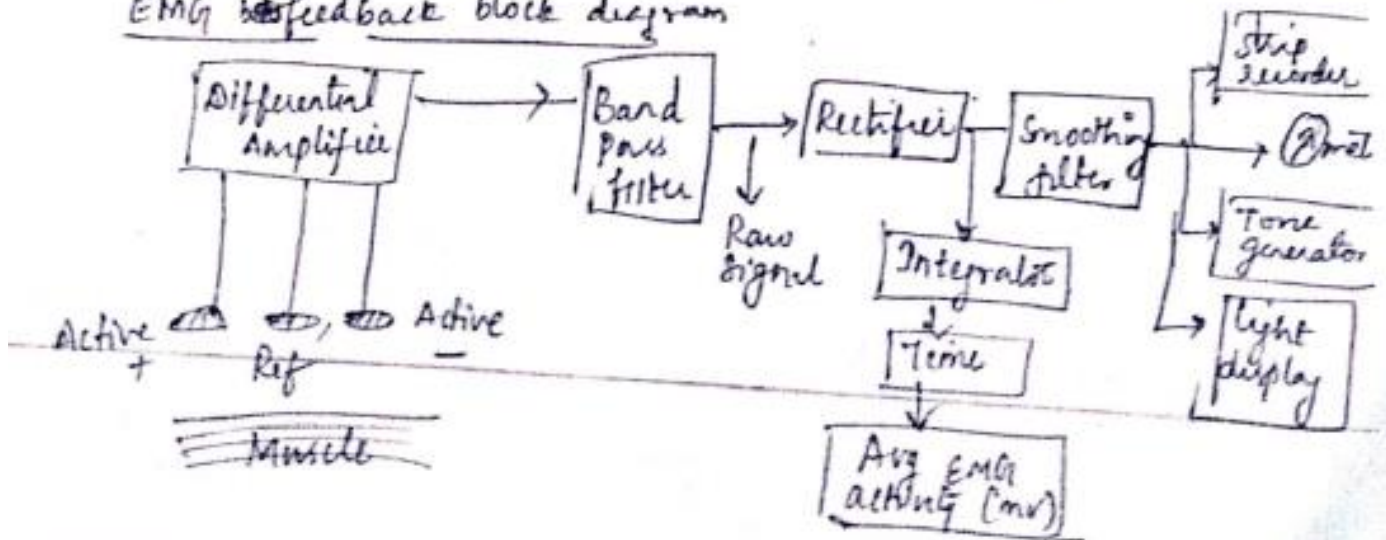 EMG feedback block diagram
Differential
Amplifier
Band
pass
filter
Rectifier
Smoothing
filter
Strip
recorder
Raw
signal
Integrator
Time
Avg EMG
activity (mv)
Tone
generator
light
display
Active
+
Ref
Active
-
Muscle